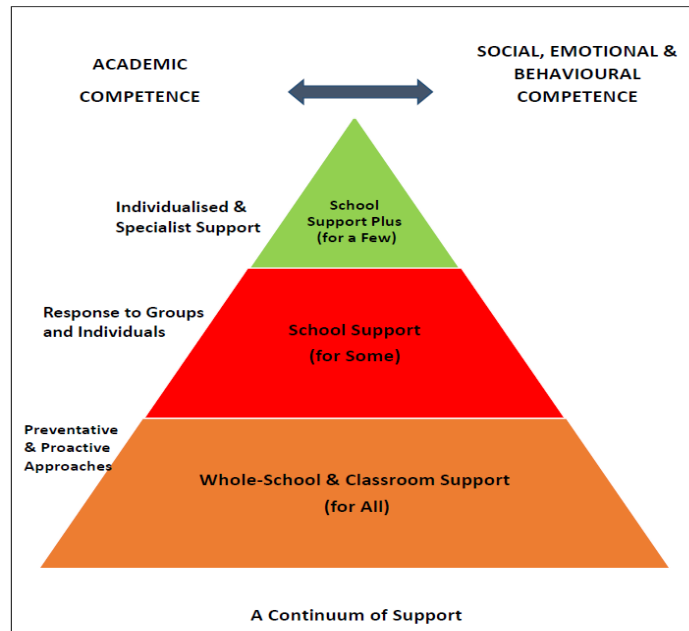 ACADEMIC
COMPETENCE
SOCIAL, EMOTIONAL &
BEHAVIOURAL
COMPETENCE
Individualised &
Specialist Support
School
Support Plus
(for a Few)
Response to Groups
and Individuals
School Support
(for Some)
Preventative
& Proactive
Approaches
Whole-School & Classroom Support
(for All)
A Continuum of Support